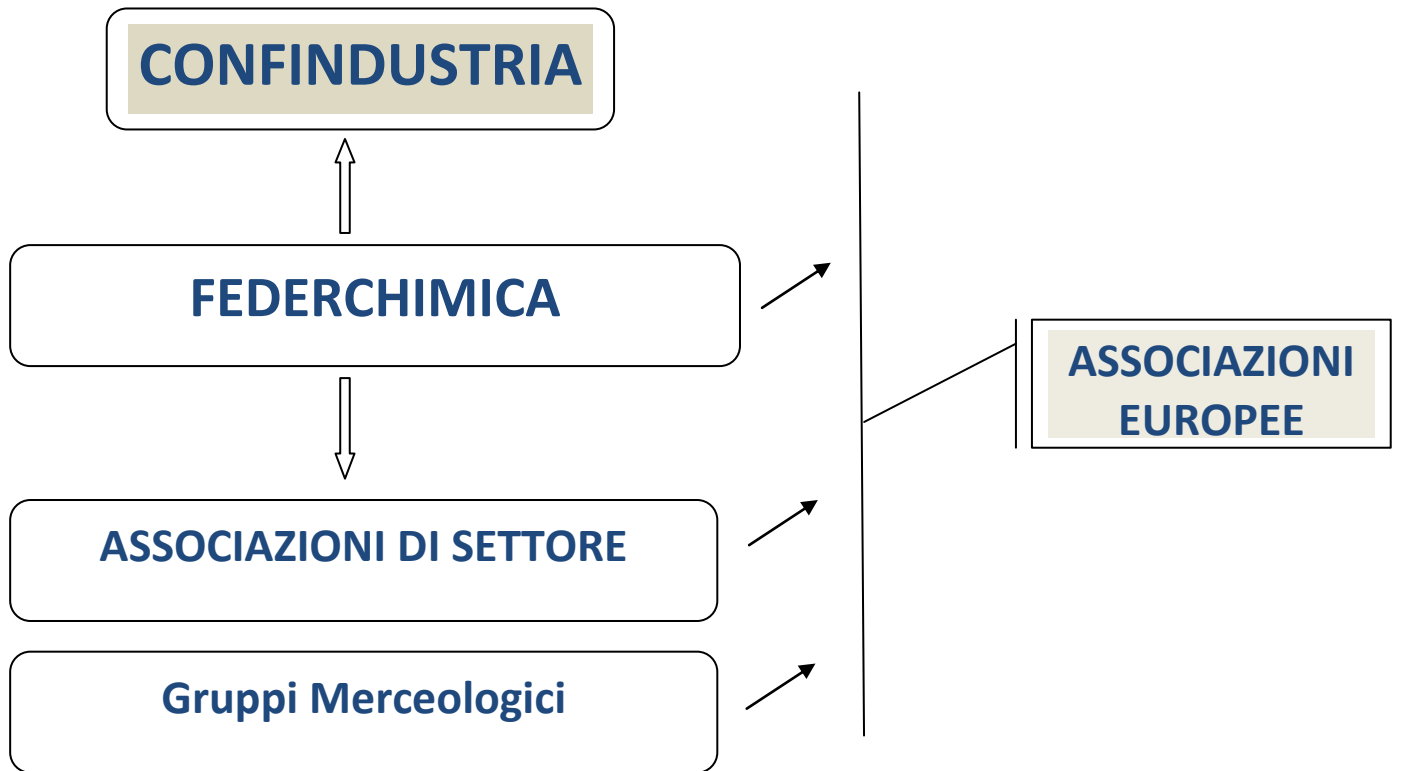 CONFINDUSTRIA
FEDERCHIMICA
ASSOCIAZIONI
EUROPEE
ASSOCIAZIONI DI SETTORE
Gruppi Merceologici